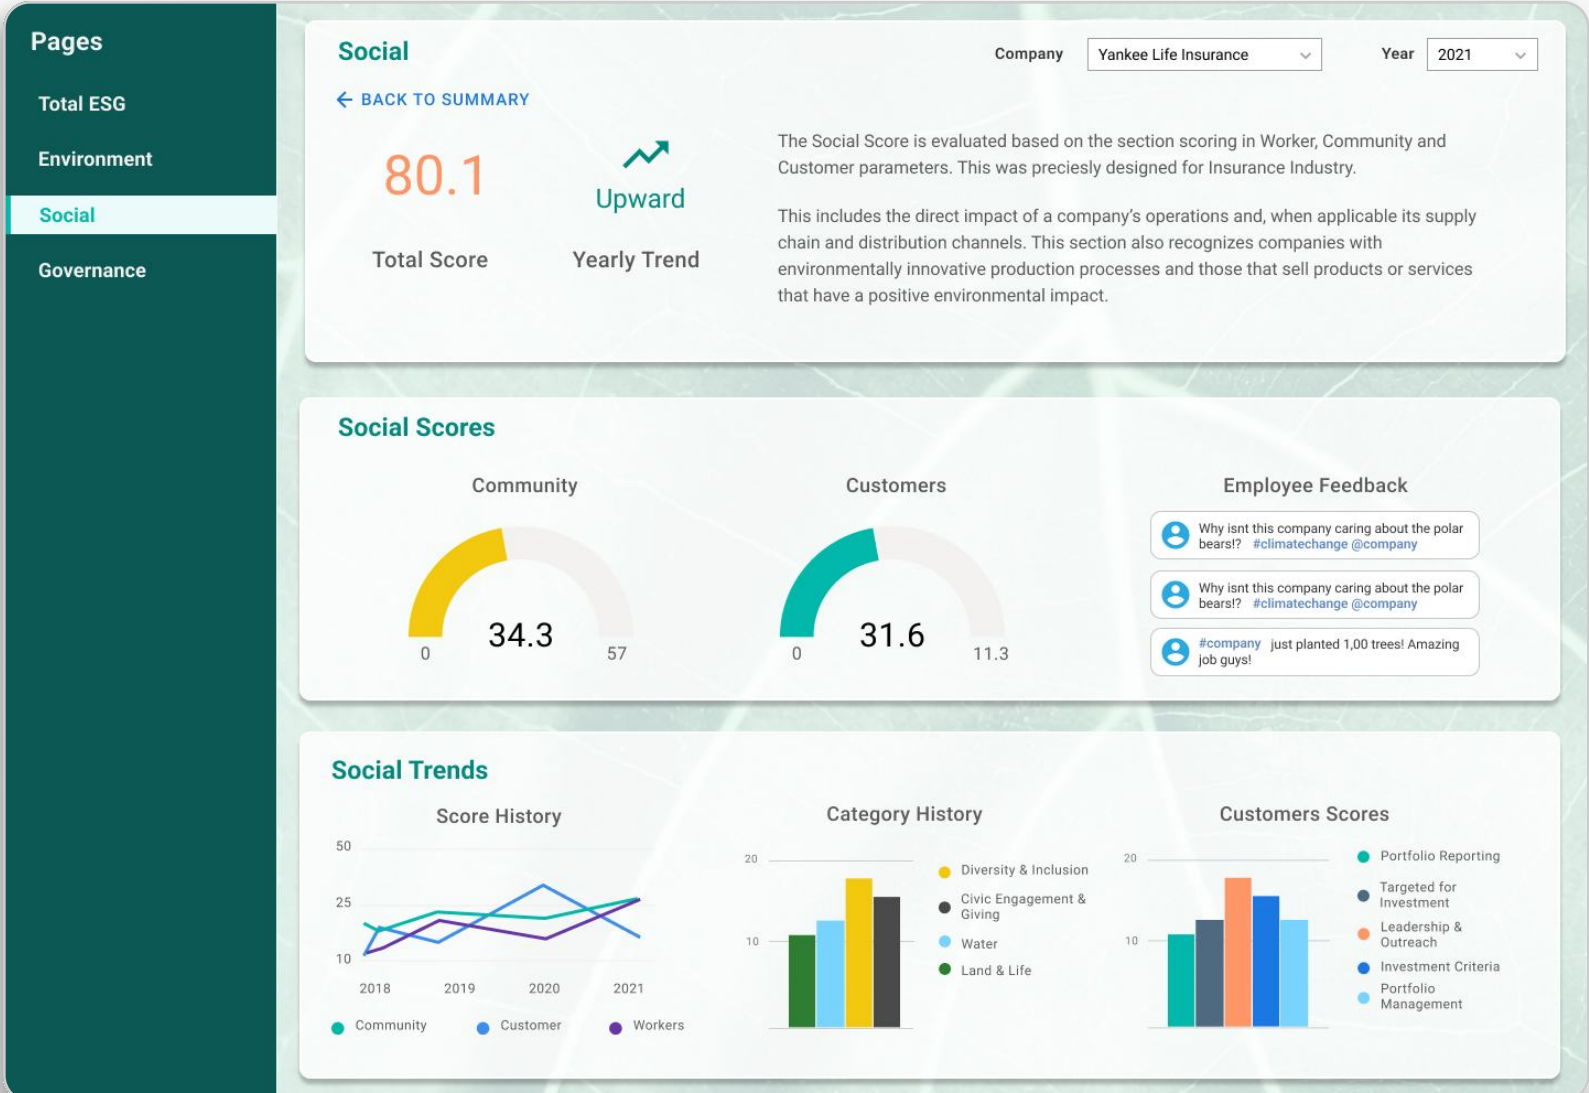 Pages
Total ESG
Environment
Social
Governance
Social
Company
Yankee Life Insurance
Year
2021
BACK TO SUMMARY
80.1
Total Score
Upward
Yearly Trend
The Social Score is evaluated based on the section scoring in Worker, Community and
Customer parameters. This was preciesly designed for Insurance Industry.
This includes the direct impact of a company's operations and, when applicable its supply
chain and distribution channels. This section also recognizes companies with
environmentally innovative production processes and those that sell products or services
that have a positive environmental impact.
Social Scores
Community
34.3
0
57
Customers
31.6
0
11.3
Employee Feedback
Why isnt this company caring about the polar
bears!? #climatechange @company
Why isnt this company caring about the polar
bears!? #climatechange @company
#company just planted 1,00 trees! Amazing
job guys!
Social Trends
Score History
50
25
10
2018
2019
2020
2021
Community
Customer
Workers
Category History
20
10
Diversity & Inclusion
Civic Engagement &
Giving
Water
Land & Life
Customers Scores
20
10
Portfolio Reporting
Targeted for
Investment
Leadership &
Outreach
Investment Criteria
Portfolio
Management